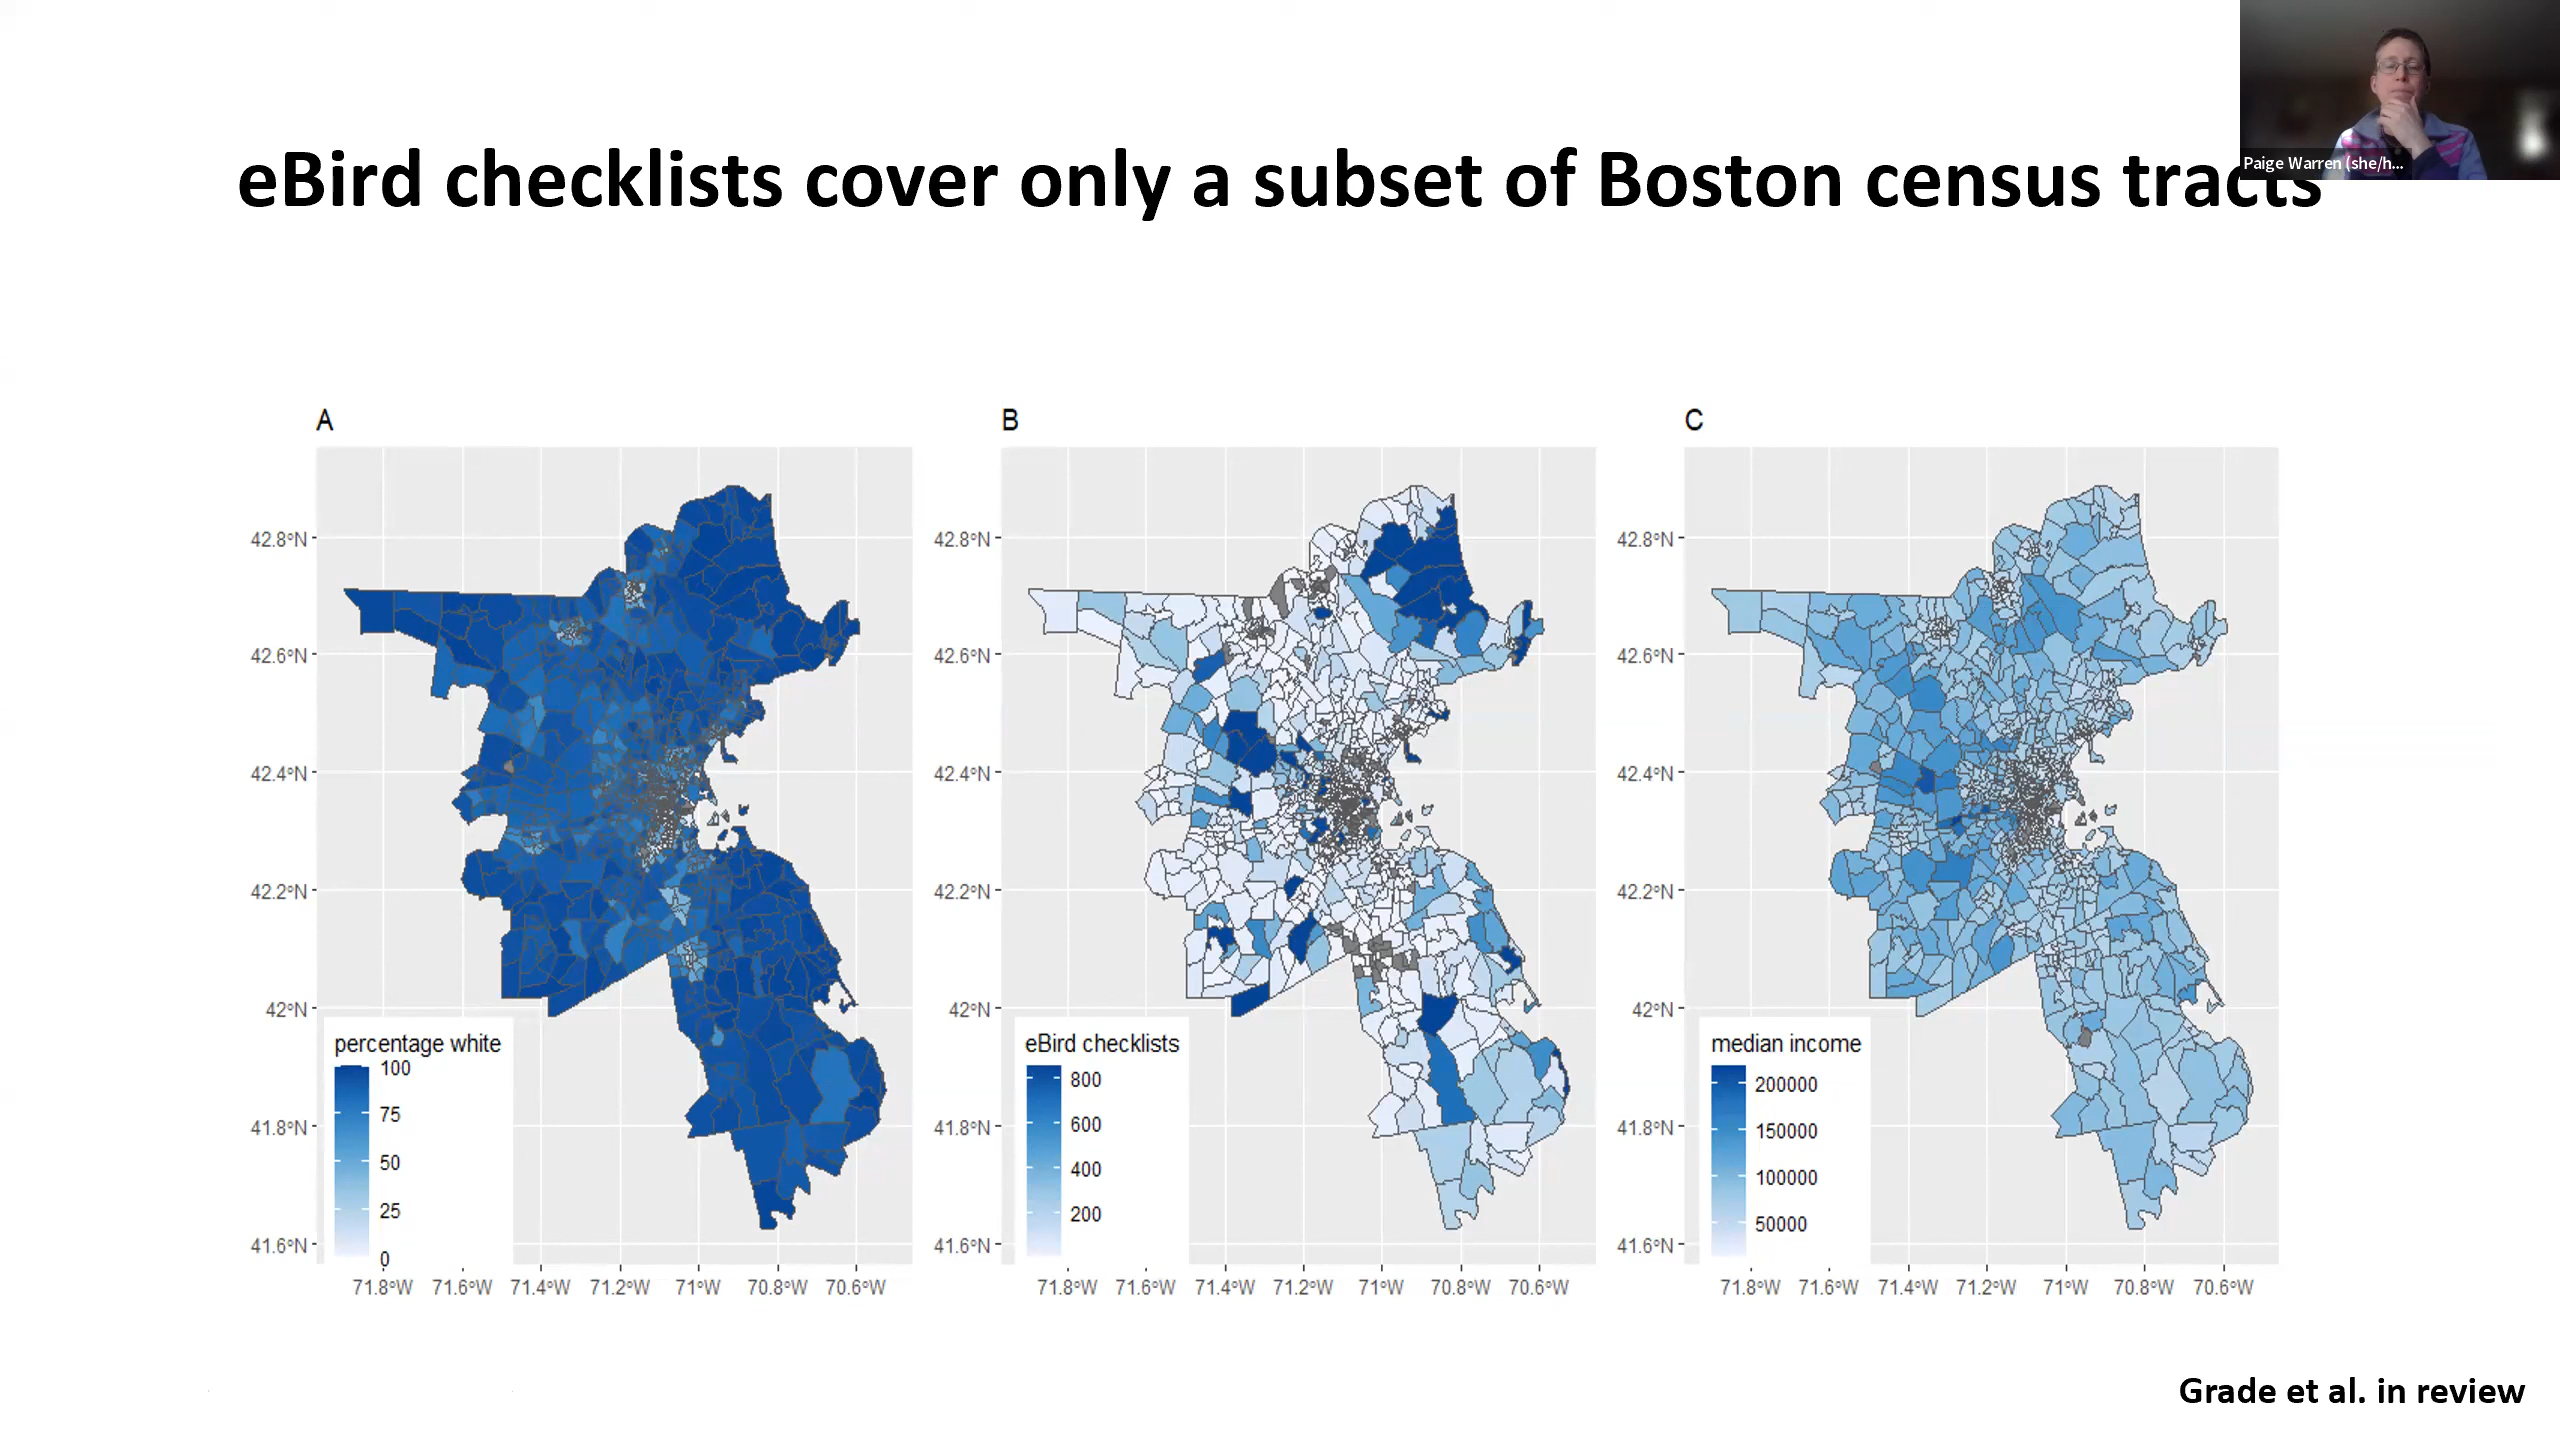 Paige Warren (she/h...
eBird checklists cover only a subset of Boston census tracts
A
B
C
42.8°N
42.6°N
42.4°N
42.2°N
42°N
41.8°N
41.6°N
percentage white
100
75
50
25
0
71.8°W 71.6°W 71.4°W 71.2°W 71°W 70.8°W 70.6°W
42.8°N
42.6°N
42.4°N
42.2°N
42°N
41.8°N
41.6°N
eBird checklists
800
600
400
200
71.8°W 71.6°W 71.4°W 71.2°W 71°W 70.8°W 70.6°W
42.8°N
42.6°N
42.4°N
42.2°N
42°N
41.8°N
41.6°N
median income
200000
150000
100000
50000
71.8°W 71.6°W 71.4°W 71.2°W 71°W 70.8°W 70.6°W
Grade et al. in review